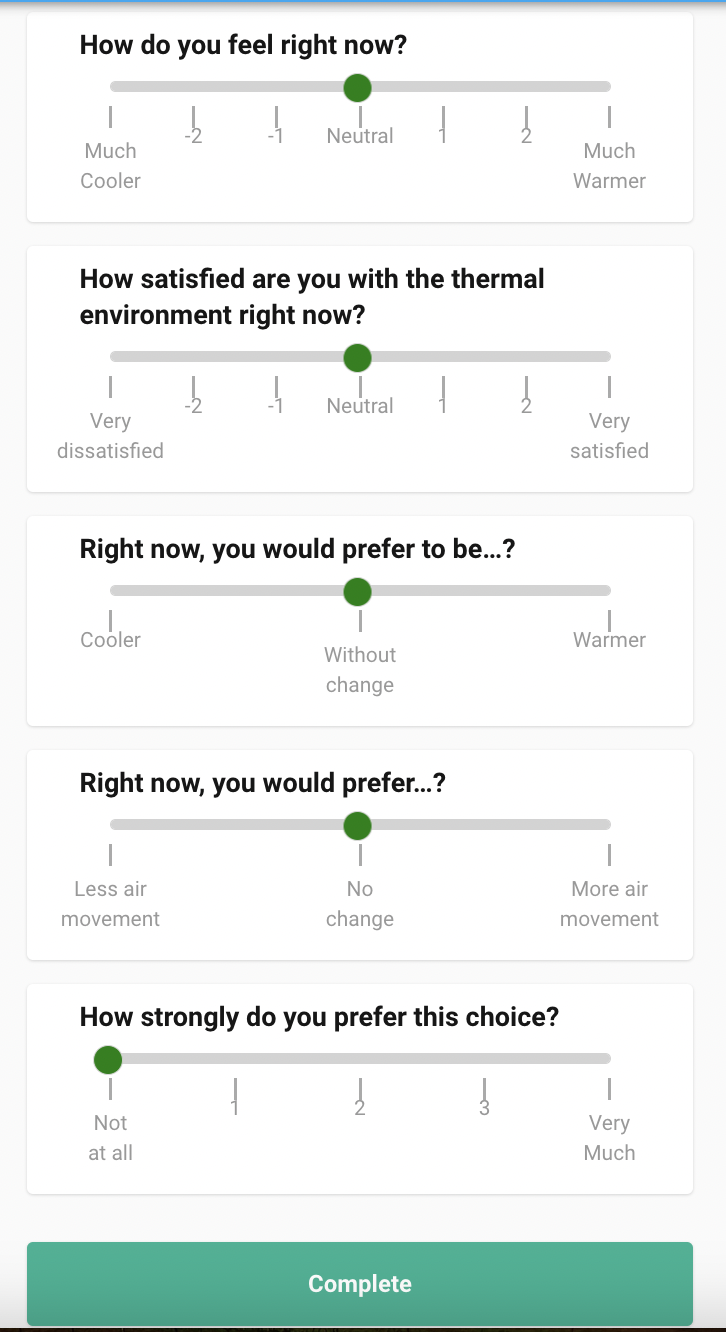 How do you feel right now?
-2 -1 Neutral 1 2
Much Much
Cooler Warmer
How satisfied are you with the thermal
environment right now?
-2 -1 Neutral 1 2
Very Very
dissatisfied satisfied
Right now, you would prefer to be...?
Cooler Warmer
Without
change
Right now, you would prefer...?
Less air No More air
movement change movement
How strongly do you prefer this choice?
1 2 3
Not Very
at all Much
Complete